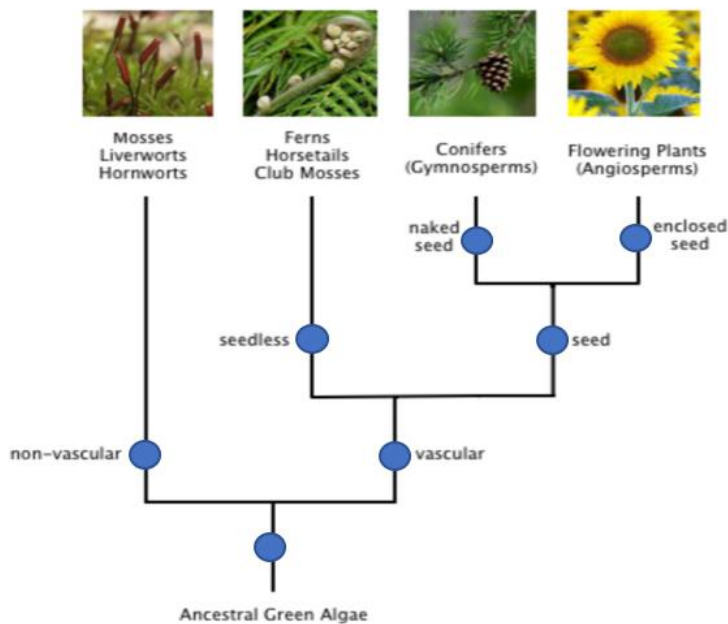 Mosses
Liverworts
Hornworts
Ferns
Horsetails
Club Mosses
Conifers
(Gymnosperms)
Flowering Plants
(Angiosperms)
naked
seed
enclosed
seed
seedless
seed
non-vascular
vascular
Ancestral Green Algae